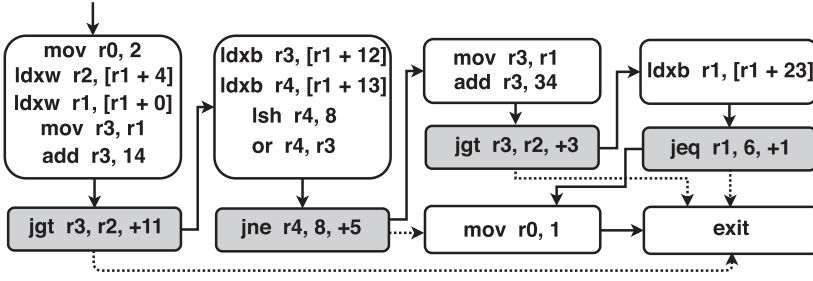 mov r0, 2
ldxw r2, [r1 + 4]
ldxw r1, [r1 + 0]
mov r3, r1
add r3, 14
jgt r3, r2, +11
ldxb r3, [r1 + 12]
ldxb r4, [r1 + 13]
lsh r4, 8
or r4, r3
jne r4, 8, +5
mov r3, r1
add r3, 34
jgt r3, r2, +3
mov r0, 1
ldxb r1, [r1 + 23]
jeq r1, 6, +1
exit